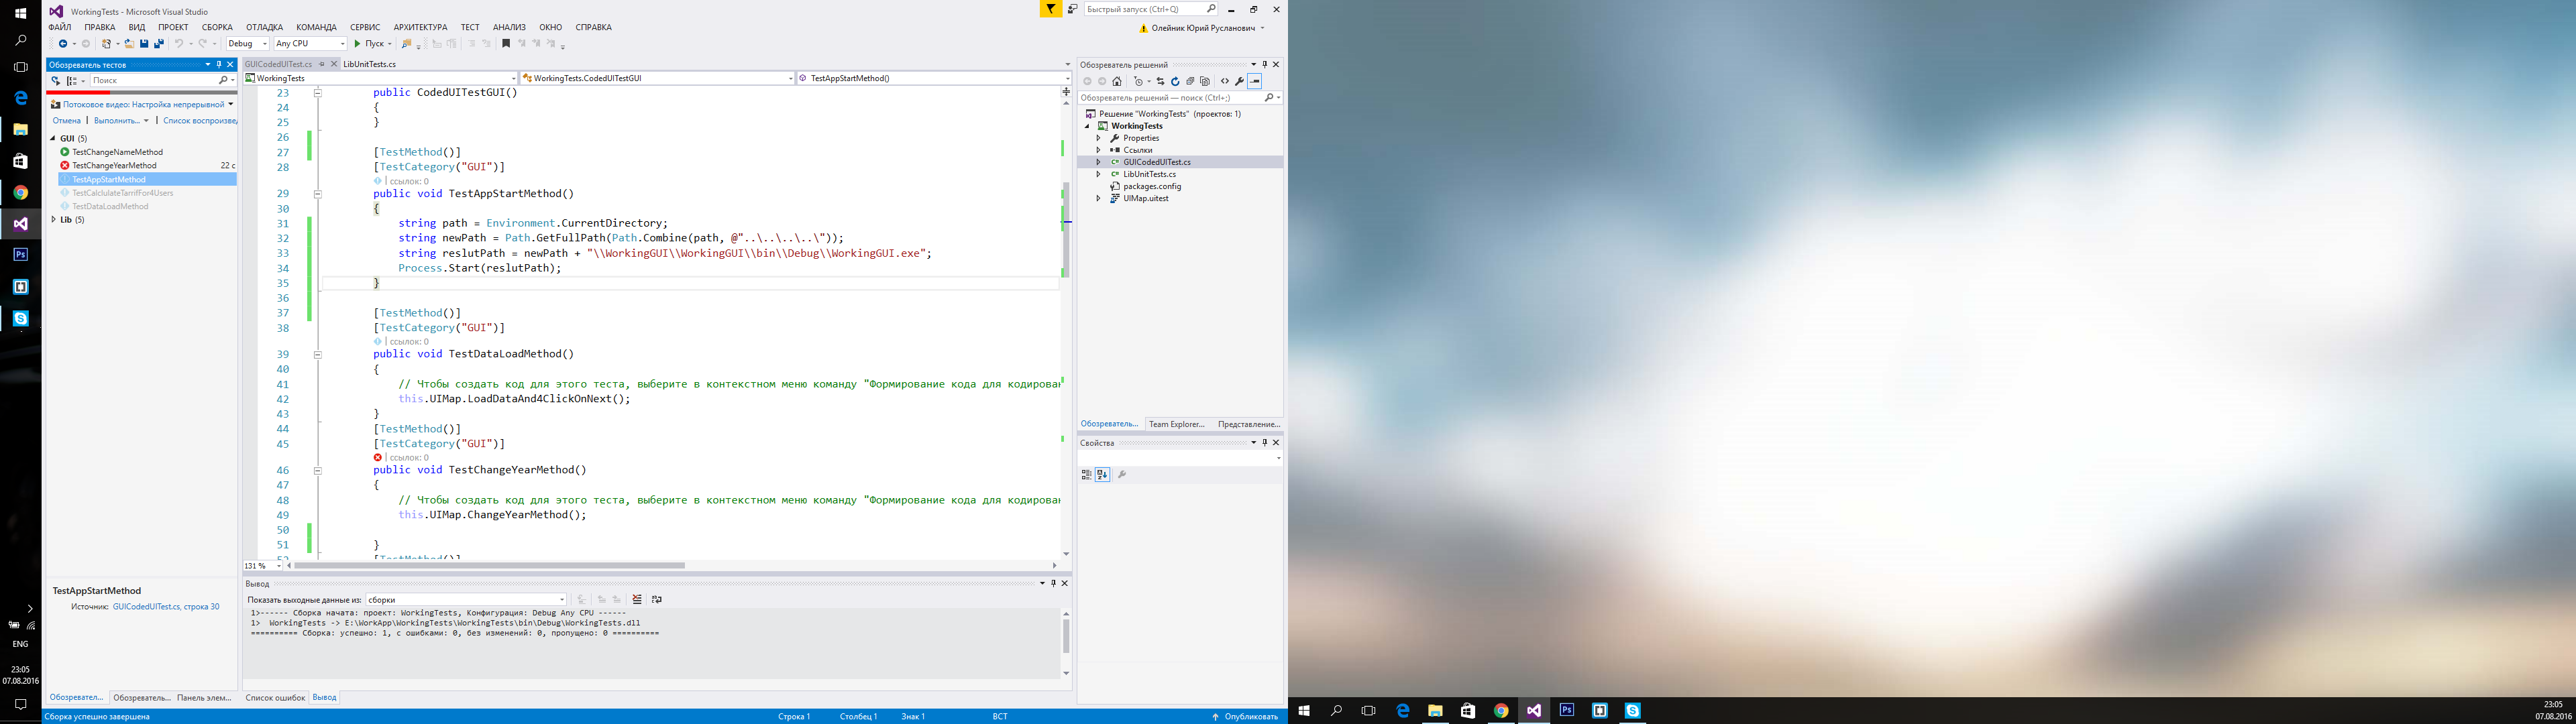 WorkingTests - Microsoft Visual Studio
Быстрый запуск (Ctrl+Q)
ФАЙЛ ПРАВКА ВИД ПРОЕКТ СБОРКА ОТЛАДКА КОМАНДА СЕРВИС АРХИТЕКТУРА ТЕСТ АНАЛИЗ ОКНО СПРАВКА
Олейник Юрий Русланович
Debug Any CPU Пуск
Обозреватель тестов
Поиск
Потоковое видео: Настройка непрерывной
Отмена | Выполнить... | Список воспроизвед
GUI (5)
TestChangeNameMethod
TestChangeYearMethod 22 с
TestAppStartMethod
TestCalclulateTarrifFor4Users
TestDataLoadMethod
Lib (5)
TestAppStartMethod
Источник: GUICodedUITest.cs, строка 30
Обозревател... Обозреватель... Панель элем...
GUICodedUITest.cs LibUnitTests.cs
WorkingTests WorkingTests.CodedUITestGUI TestAppStartMethod()
23 public CodedUITestGUI()
24 {
25 }
26
27 [TestMethod()]
28 [TestCategory("GUI")]
| ссылок: 0
29 public void TestAppStartMethod()
30 {
31 string path = Environment.CurrentDirectory;
32 string newPath = Path.GetFullPath(Path.Combine(path, @"..\..\..\..\"));
33 string reslutPath = newPath + "\\WorkingGUI\\WorkingGUI\\bin\\Debug\\WorkingGUI.exe";
34 Process.Start(reslutPath);
35 }
36
37 [TestMethod()]
38 [TestCategory("GUI")]
| ссылок: 0
39 public void TestDataLoadMethod()
40 {
41 // Чтобы создать код для этого теста, выберите в контекстном меню команду "Формирование кода для кодирован
42 this.UIMap.LoadDataAnd4ClickOnNext();
43 }
44 [TestMethod()]
45 [TestCategory("GUI")]
| ссылок: 0
46 public void TestChangeYearMethod()
47 {
48 // Чтобы создать код для этого теста, выберите в контекстном меню команду "Формирование кода для кодирован
49 this.UIMap.ChangeYearMethod();
50
51 }
52 [TestMethod()]
131 %
Вывод
Показать выходные данные из: сборки
1>------ Сборка начата: проект: WorkingTests, Конфигурация: Debug Any CPU ------
1> WorkingTests -> E:\WorkApp\WorkingTests\WorkingTests\bin\Debug\WorkingTests.dll
========== Сборка: успешно: 1, с ошибками: 0, без изменений: 0, пропущено: 0 ==========
Список ошибок Вывод
Обозреватель решений
Обозреватель решений — поиск (Ctrl+;)
Решение "WorkingTests" (проектов: 1)
WorkingTests
Properties
Ссылки
GUICodedUITest.cs
LibUnitTests.cs
packages.config
UIMap.uitest
Обозреватель... Team Explorer... Представление...
Свойства
Сборка успешно завершена Строка 1 Столбец 1 Знак 1 ВСТ Опубликовать
ENG
23:05
07.08.2016
Ps
Ps
23:05
07.08.2016